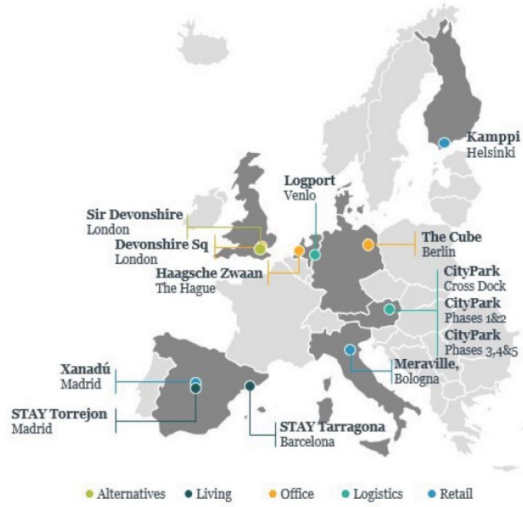 Kamppi
Helsinki
Logport
Venlo
Sir Devonshire
London
Devonshire Sq
London
Haagsche Zwaan
The Hague
The Cube
Berlin
CityPark
Cross Dock
CityPark
Phases 1&2
CityPark
Phases 3,4&5
Xanadú
Madrid
Meraville,
Bologna
STAY Torrejon
Madrid
STAY Tarragona
Barcelona
Alternatives Living Office Logistics Retail